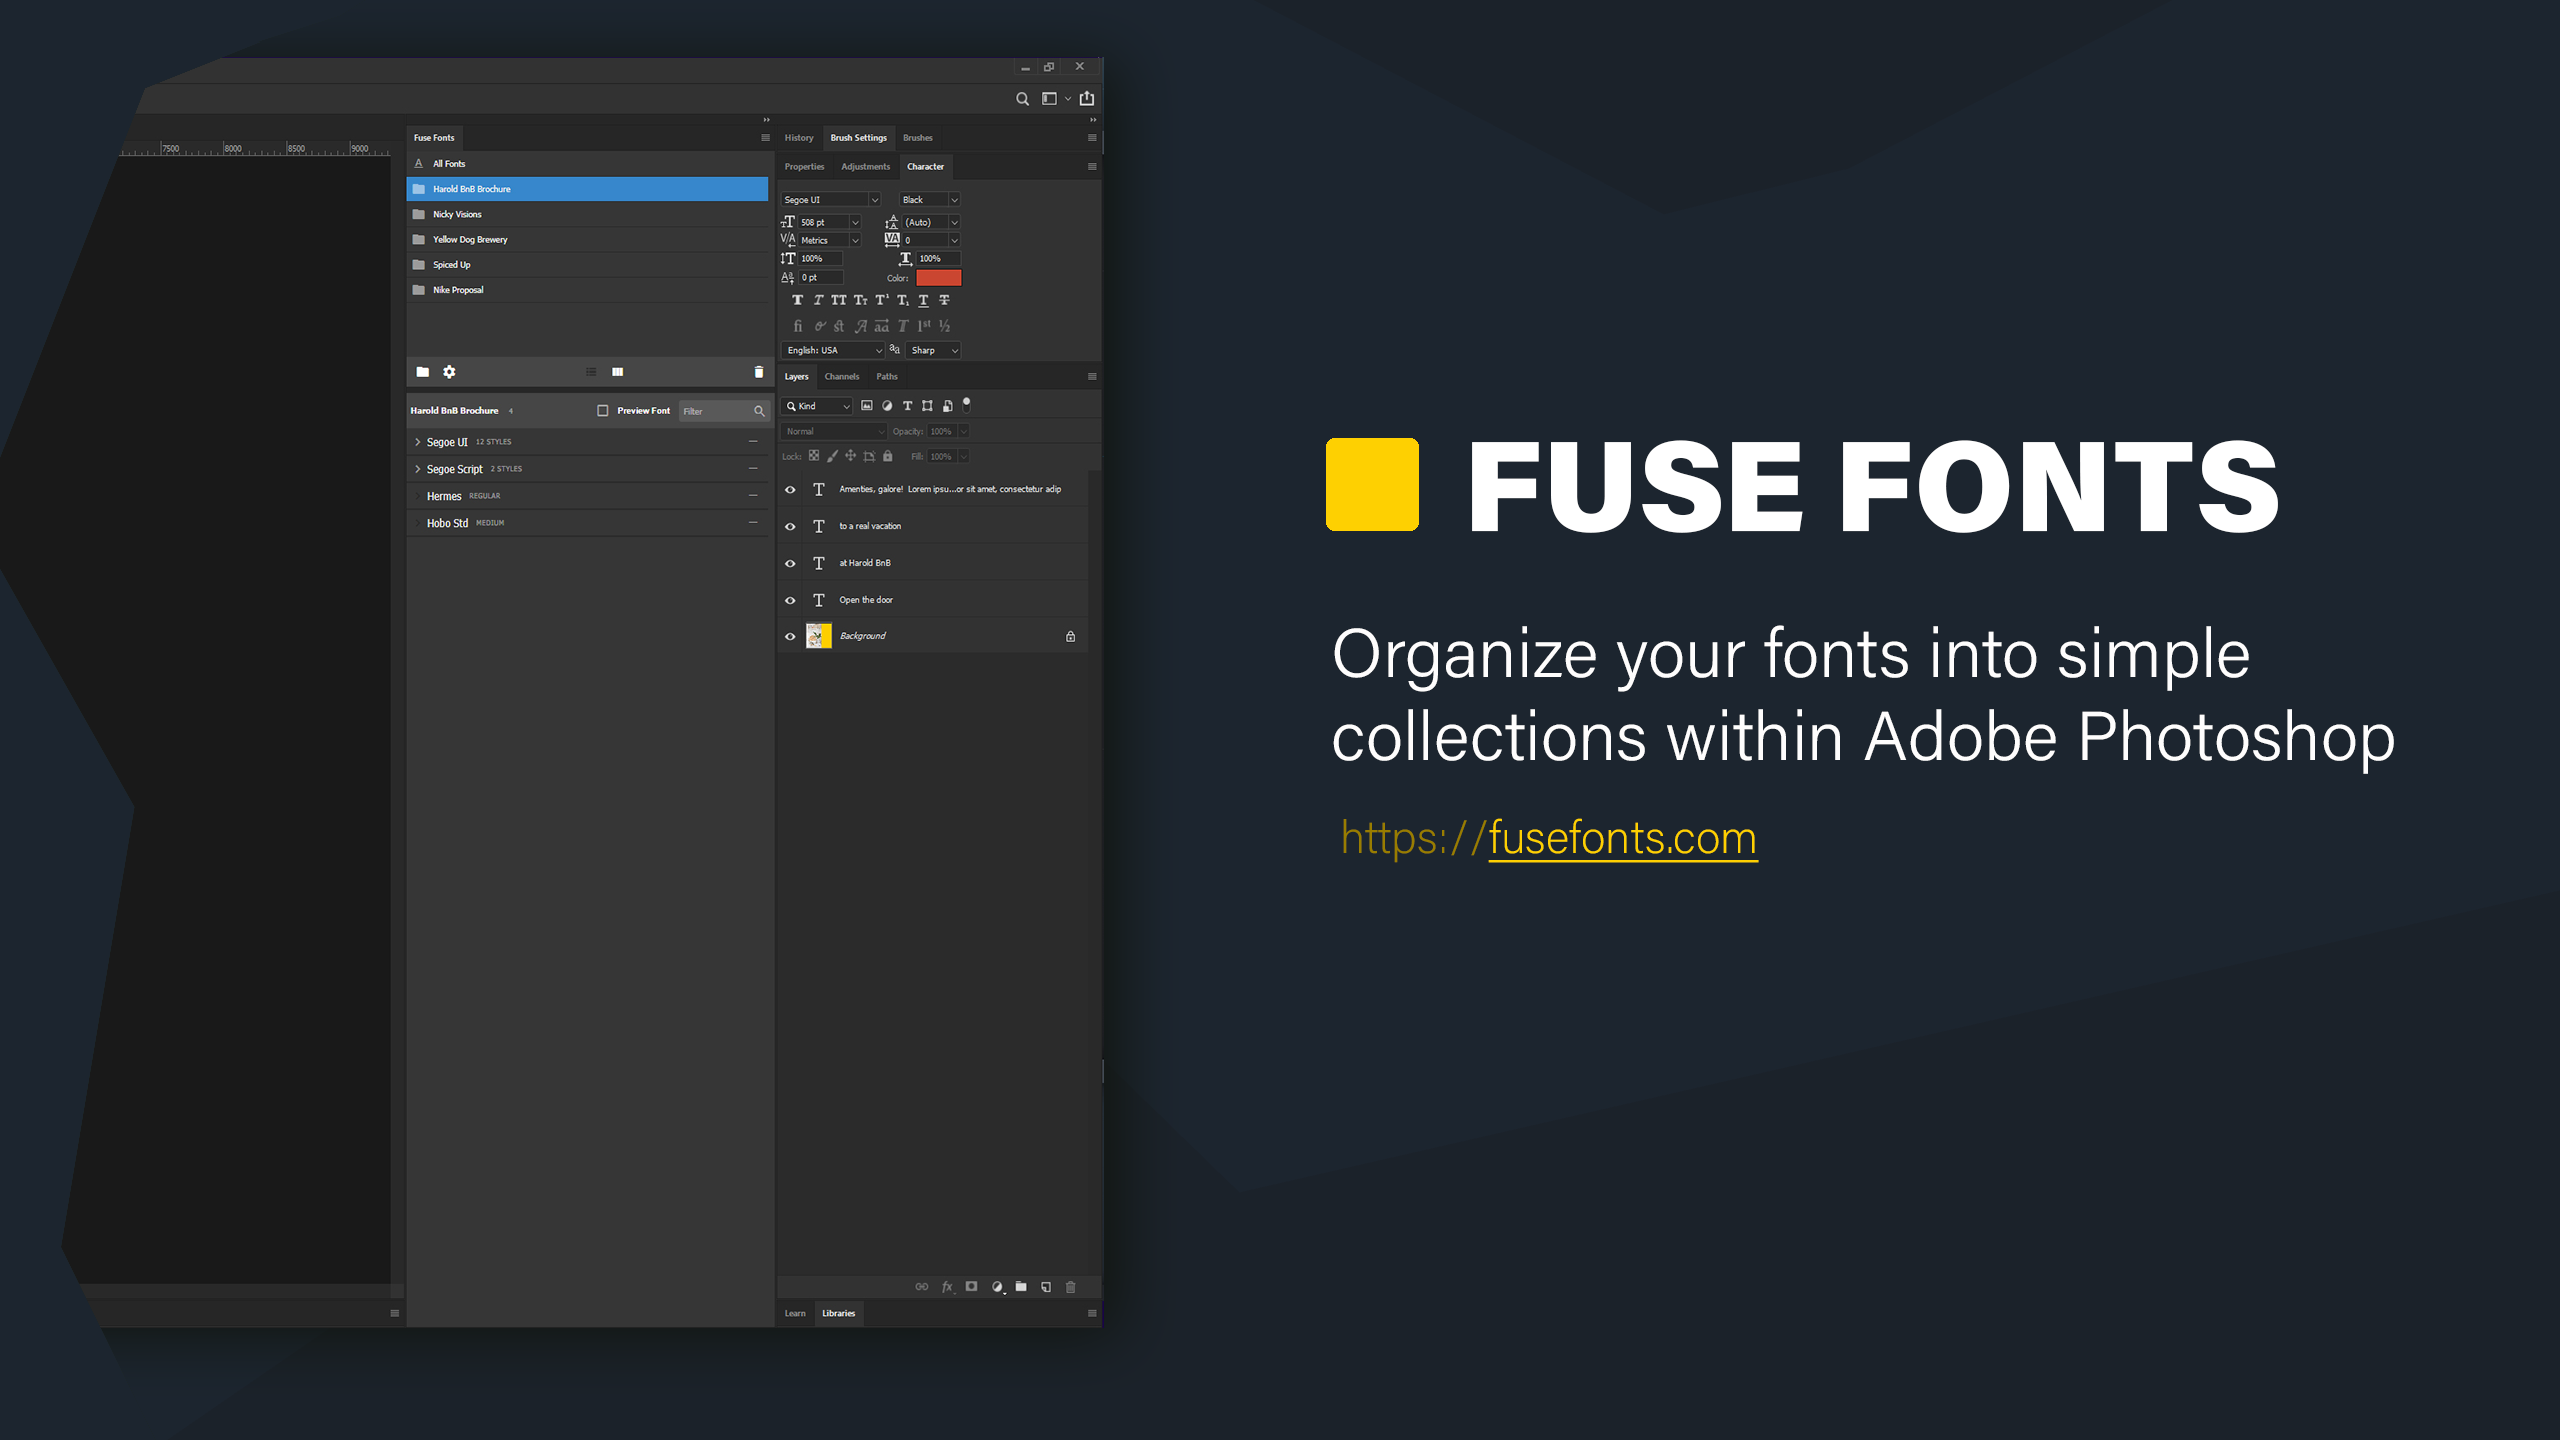 7500 8000 8500 9000
Fuse Fonts
All Fonts
Harold BnB Brochure
Nicky Visions
Yellow Dog Brewery
Spiced Up
Nike Proposal
Harold BnB Brochure 4
Preview Font
Filter
Segoe UI 12 STYLES
Segoe Script 2 STYLES
Hermes REGULAR
Hobo Std MEDIUM
History Brush Settings Brushes
Properties Adjustments Character
Segoe UI Black
508 pt (Auto)
Metrics 0
100% 100%
0 pt Color:
English: USA Sharp
Layers Channels Paths
Kind
Normal Opacity: 100%
Lock: Fill: 100%
Amenties, galore! Lorem ipsu...or sit amet, consectetur adip
to a real vacation
at Harold BnB
Open the door
Background
Learn Libraries
FUSE FONTS
Organize your fonts into simple
collections within Adobe Photoshop
https://fusefonts.com